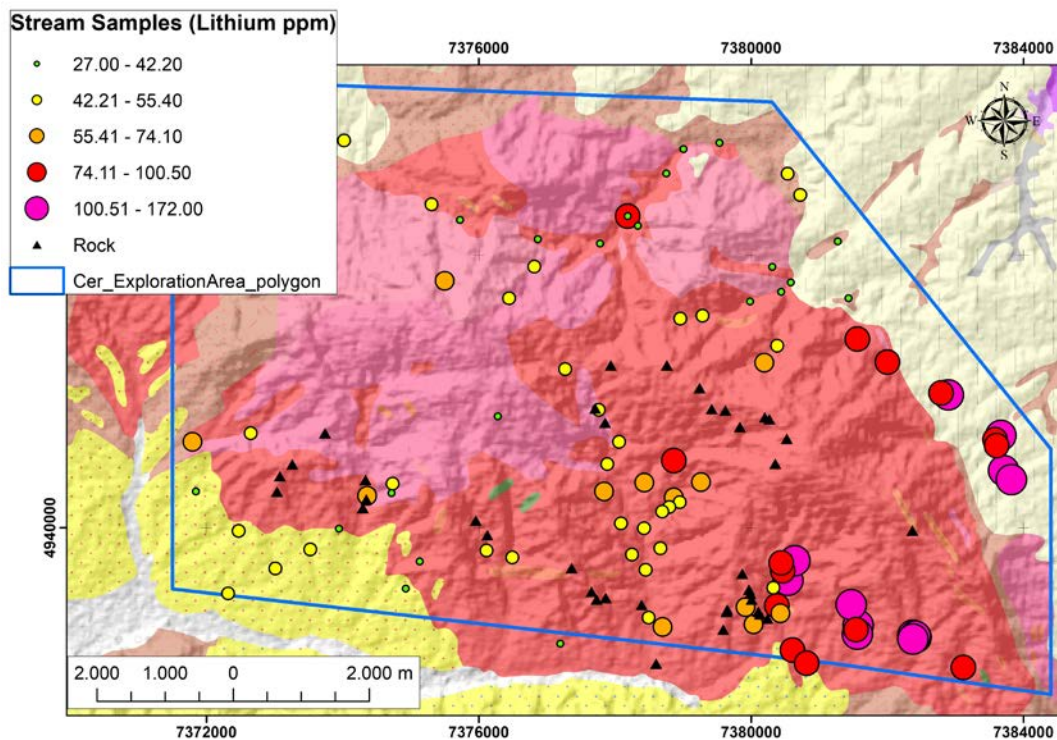 Stream Samples (Lithium ppm)
27.00 - 42.20
42.21 - 55.40
55.41 - 74.10
74.11 - 100.50
100.51 - 172.00
Rock
Cer_ExplorationArea_polygon
7376000 7380000 7384000
N
W E
S
4940000 4940000
2.000 1.000 0 2.000 m
7372000 7376000 7380000 7384000